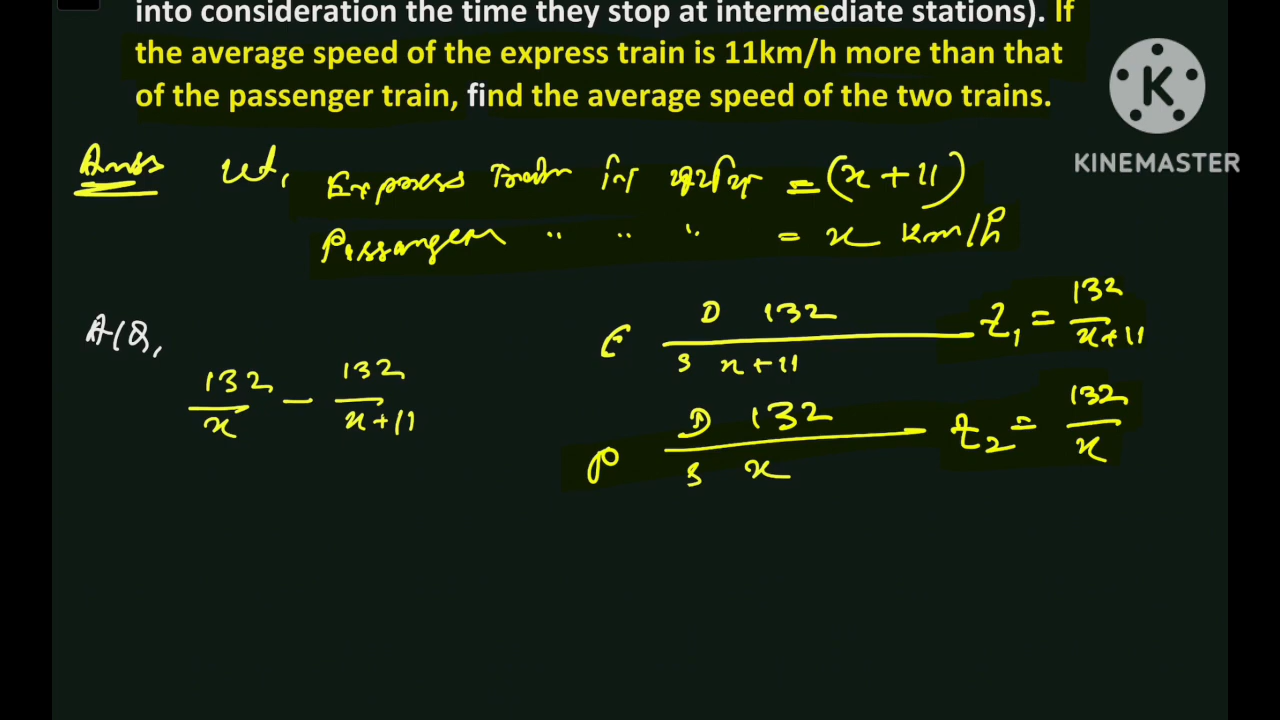 into consideration the time they stop at intermediate stations). If
the average speed of the express train is 11km/h more than that
of the passenger train, find the average speed of the two trains.
K
KINEMASTER
Anss Let, Express Train = (x+11)
Passenger " " " = x km/h
A/Q,
132/x - 132/x+11
E D 132 / S x+11 t₁ = 132/x+11
P D 132 / S x t₂ = 132/x